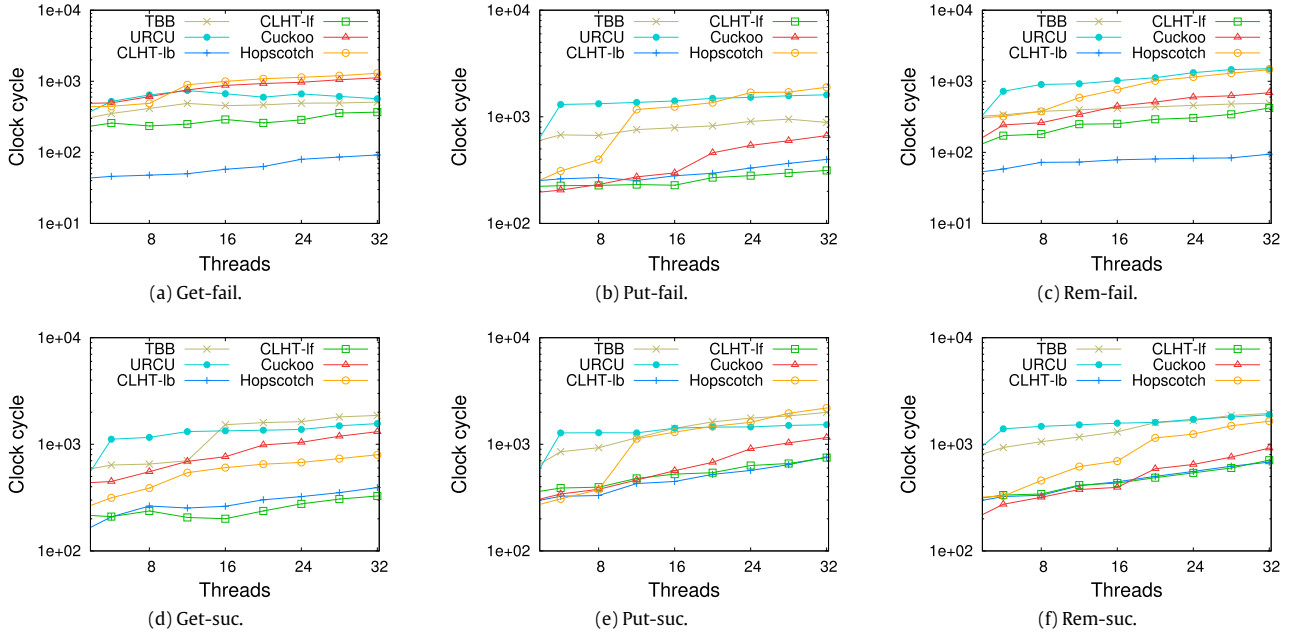 1e+04
1e+03
1e+02
1e+01
Clock cycle
TBB
URCU
CLHT-lb
CLHT-lf
Cuckoo
Hopscotch
8 16 24 32
Threads
(a) Get-fail.
1e+04
1e+03
1e+02
Clock cycle
TBB
URCU
CLHT-lb
CLHT-lf
Cuckoo
Hopscotch
8 16 24 32
Threads
(b) Put-fail.
1e+04
1e+03
1e+02
1e+01
Clock cycle
TBB
URCU
CLHT-lb
CLHT-lf
Cuckoo
Hopscotch
8 16 24 32
Threads
(c) Rem-fail.
1e+04
1e+03
1e+02
Clock cycle
TBB
URCU
CLHT-lb
CLHT-lf
Cuckoo
Hopscotch
8 16 24 32
Threads
(d) Get-suc.
1e+04
1e+03
1e+02
Clock cycle
TBB
URCU
CLHT-lb
CLHT-lf
Cuckoo
Hopscotch
8 16 24 32
Threads
(e) Put-suc.
1e+04
1e+03
1e+02
Clock cycle
TBB
URCU
CLHT-lb
CLHT-lf
Cuckoo
Hopscotch
8 16 24 32
Threads
(f) Rem-suc.